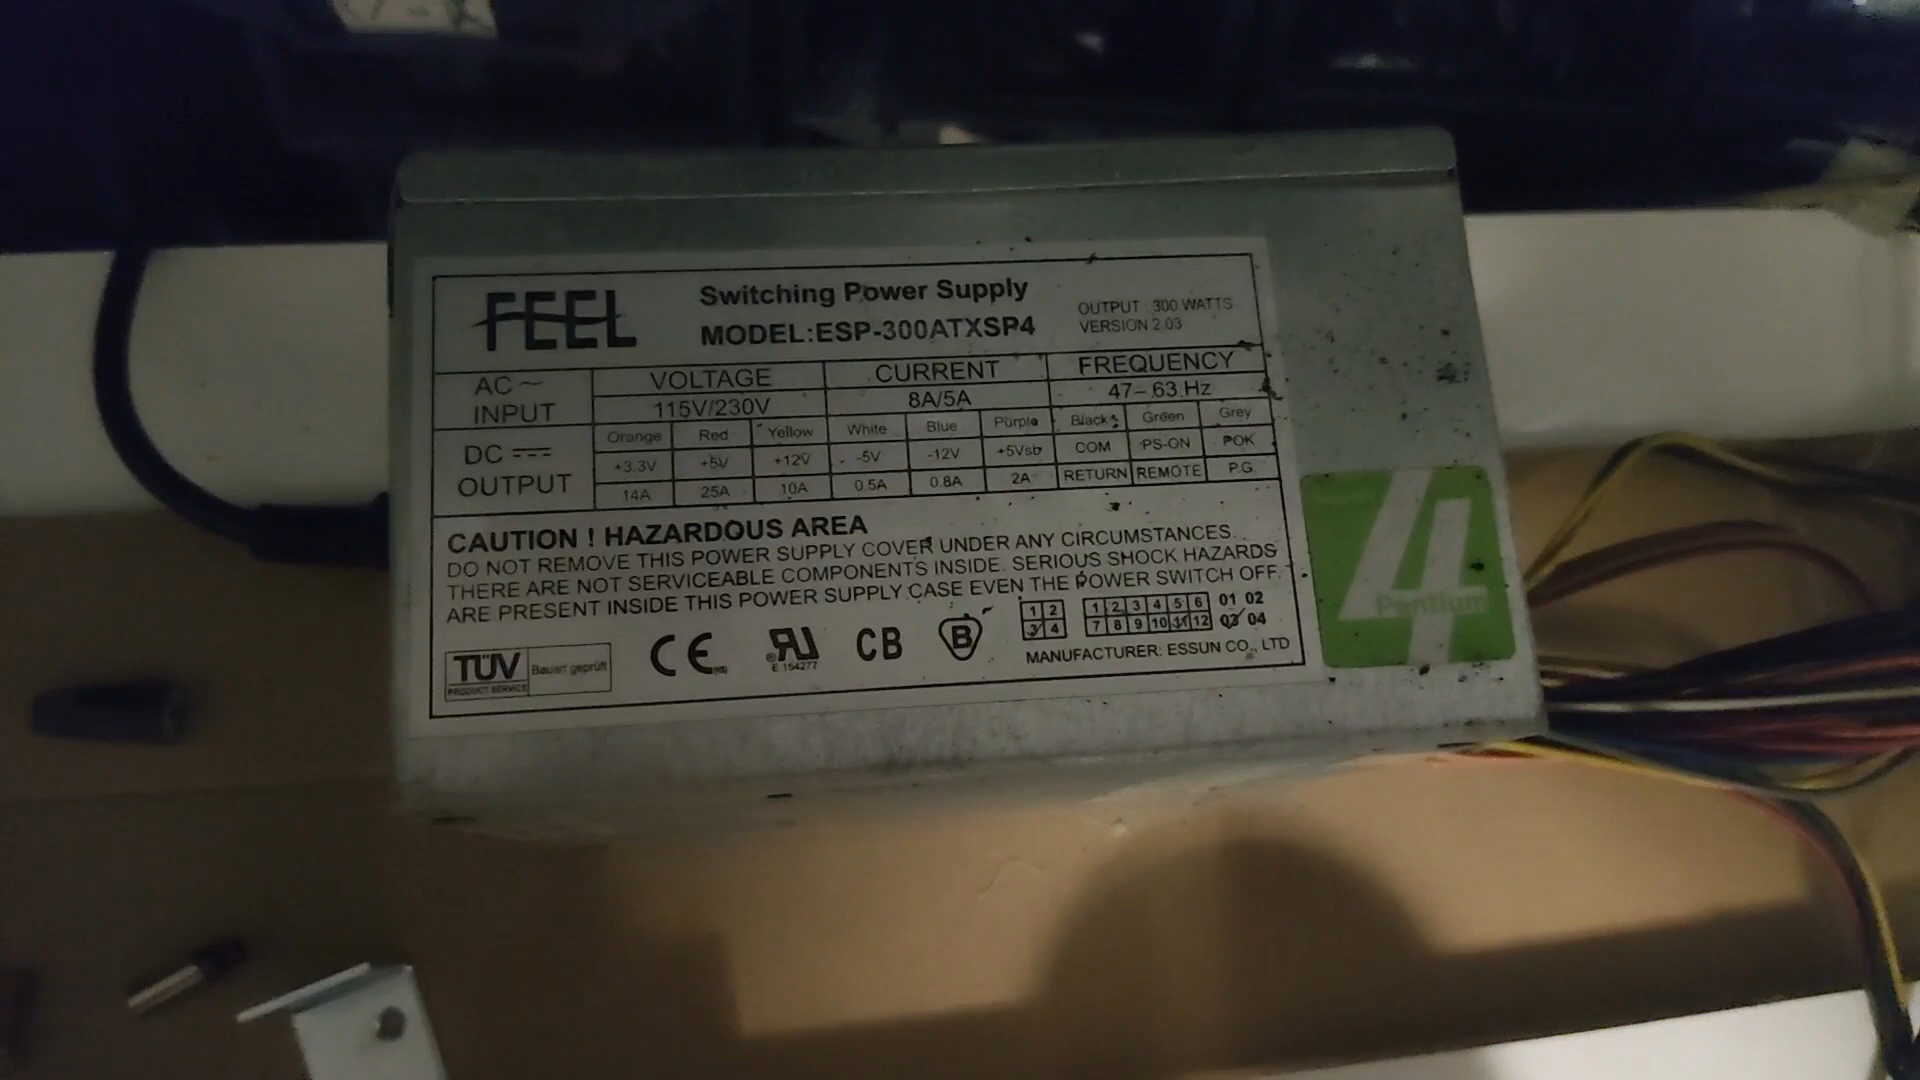 FEEL
Switching Power Supply
MODEL:ESP-300ATXSP4
OUTPUT : 300 WATTS
VERSION 2.03
AC ~ INPUT
VOLTAGE CURRENT FREQUENCY
115V/230V 8A/5A 47–63 Hz
DC OUTPUT
Orange Red Yellow White Blue Purple Black Green Grey
+3.3V +5V +12V -5V -12V +5Vsb COM PS-ON POK
14A 25A 10A 0.5A 0.8A 2A RETURN REMOTE P.G.
CAUTION ! HAZARDOUS AREA
DO NOT REMOVE THIS POWER SUPPLY COVER UNDER ANY CIRCUMSTANCES.
THERE ARE NOT SERVICEABLE COMPONENTS INSIDE. SERIOUS SHOCK HAZARDS
ARE PRESENT INSIDE THIS POWER SUPPLY CASE EVEN THE POWER SWITCH OFF.
TÜV Bauart geprüft
PRODUCT SERVICE
CE
RU
E 154277
CB
B
1 2
3 4
1 2 3 4 5 6
7 8 9 10 11 12
01 02
03 04
MANUFACTURER: ESSUN CO., LTD
4
Pentium